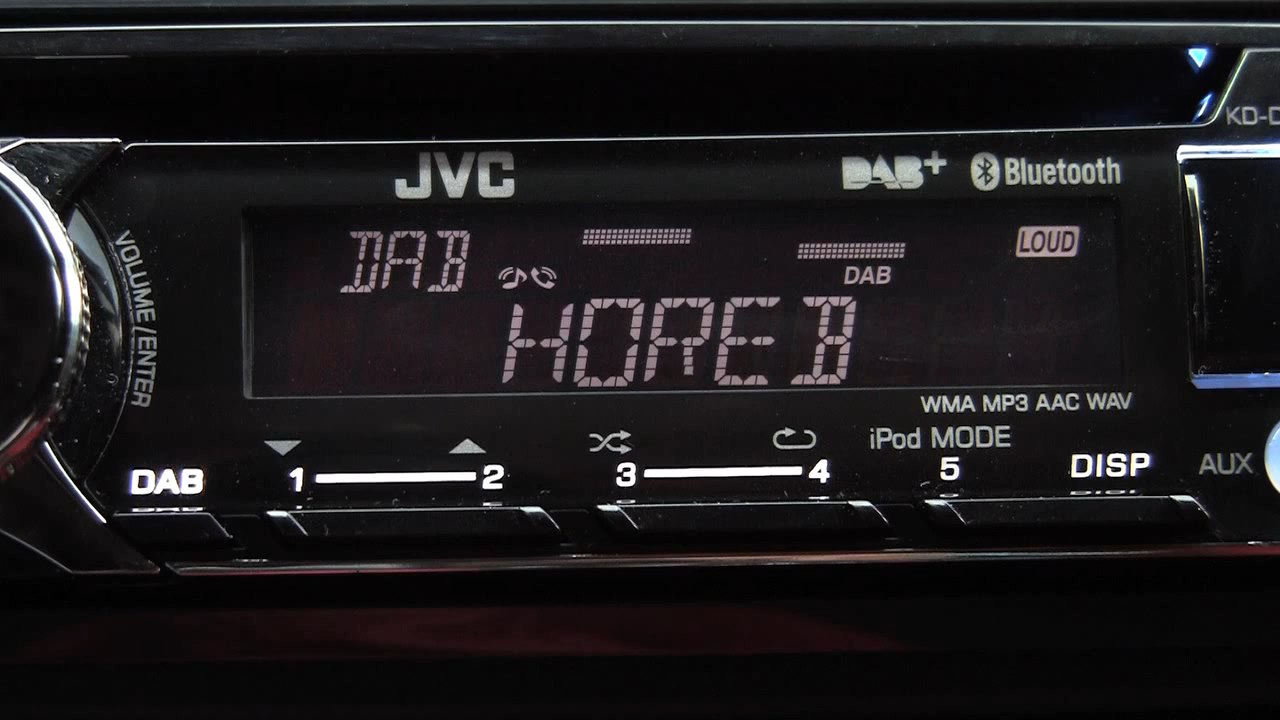 KD-D
JVC DAB+ Bluetooth
DAB LOUD
DAB
HOREB
VOLUME/ENTER
WMA MP3 AAC WAV
iPod MODE
DAB 1 2 3 4 5 DISP AUX